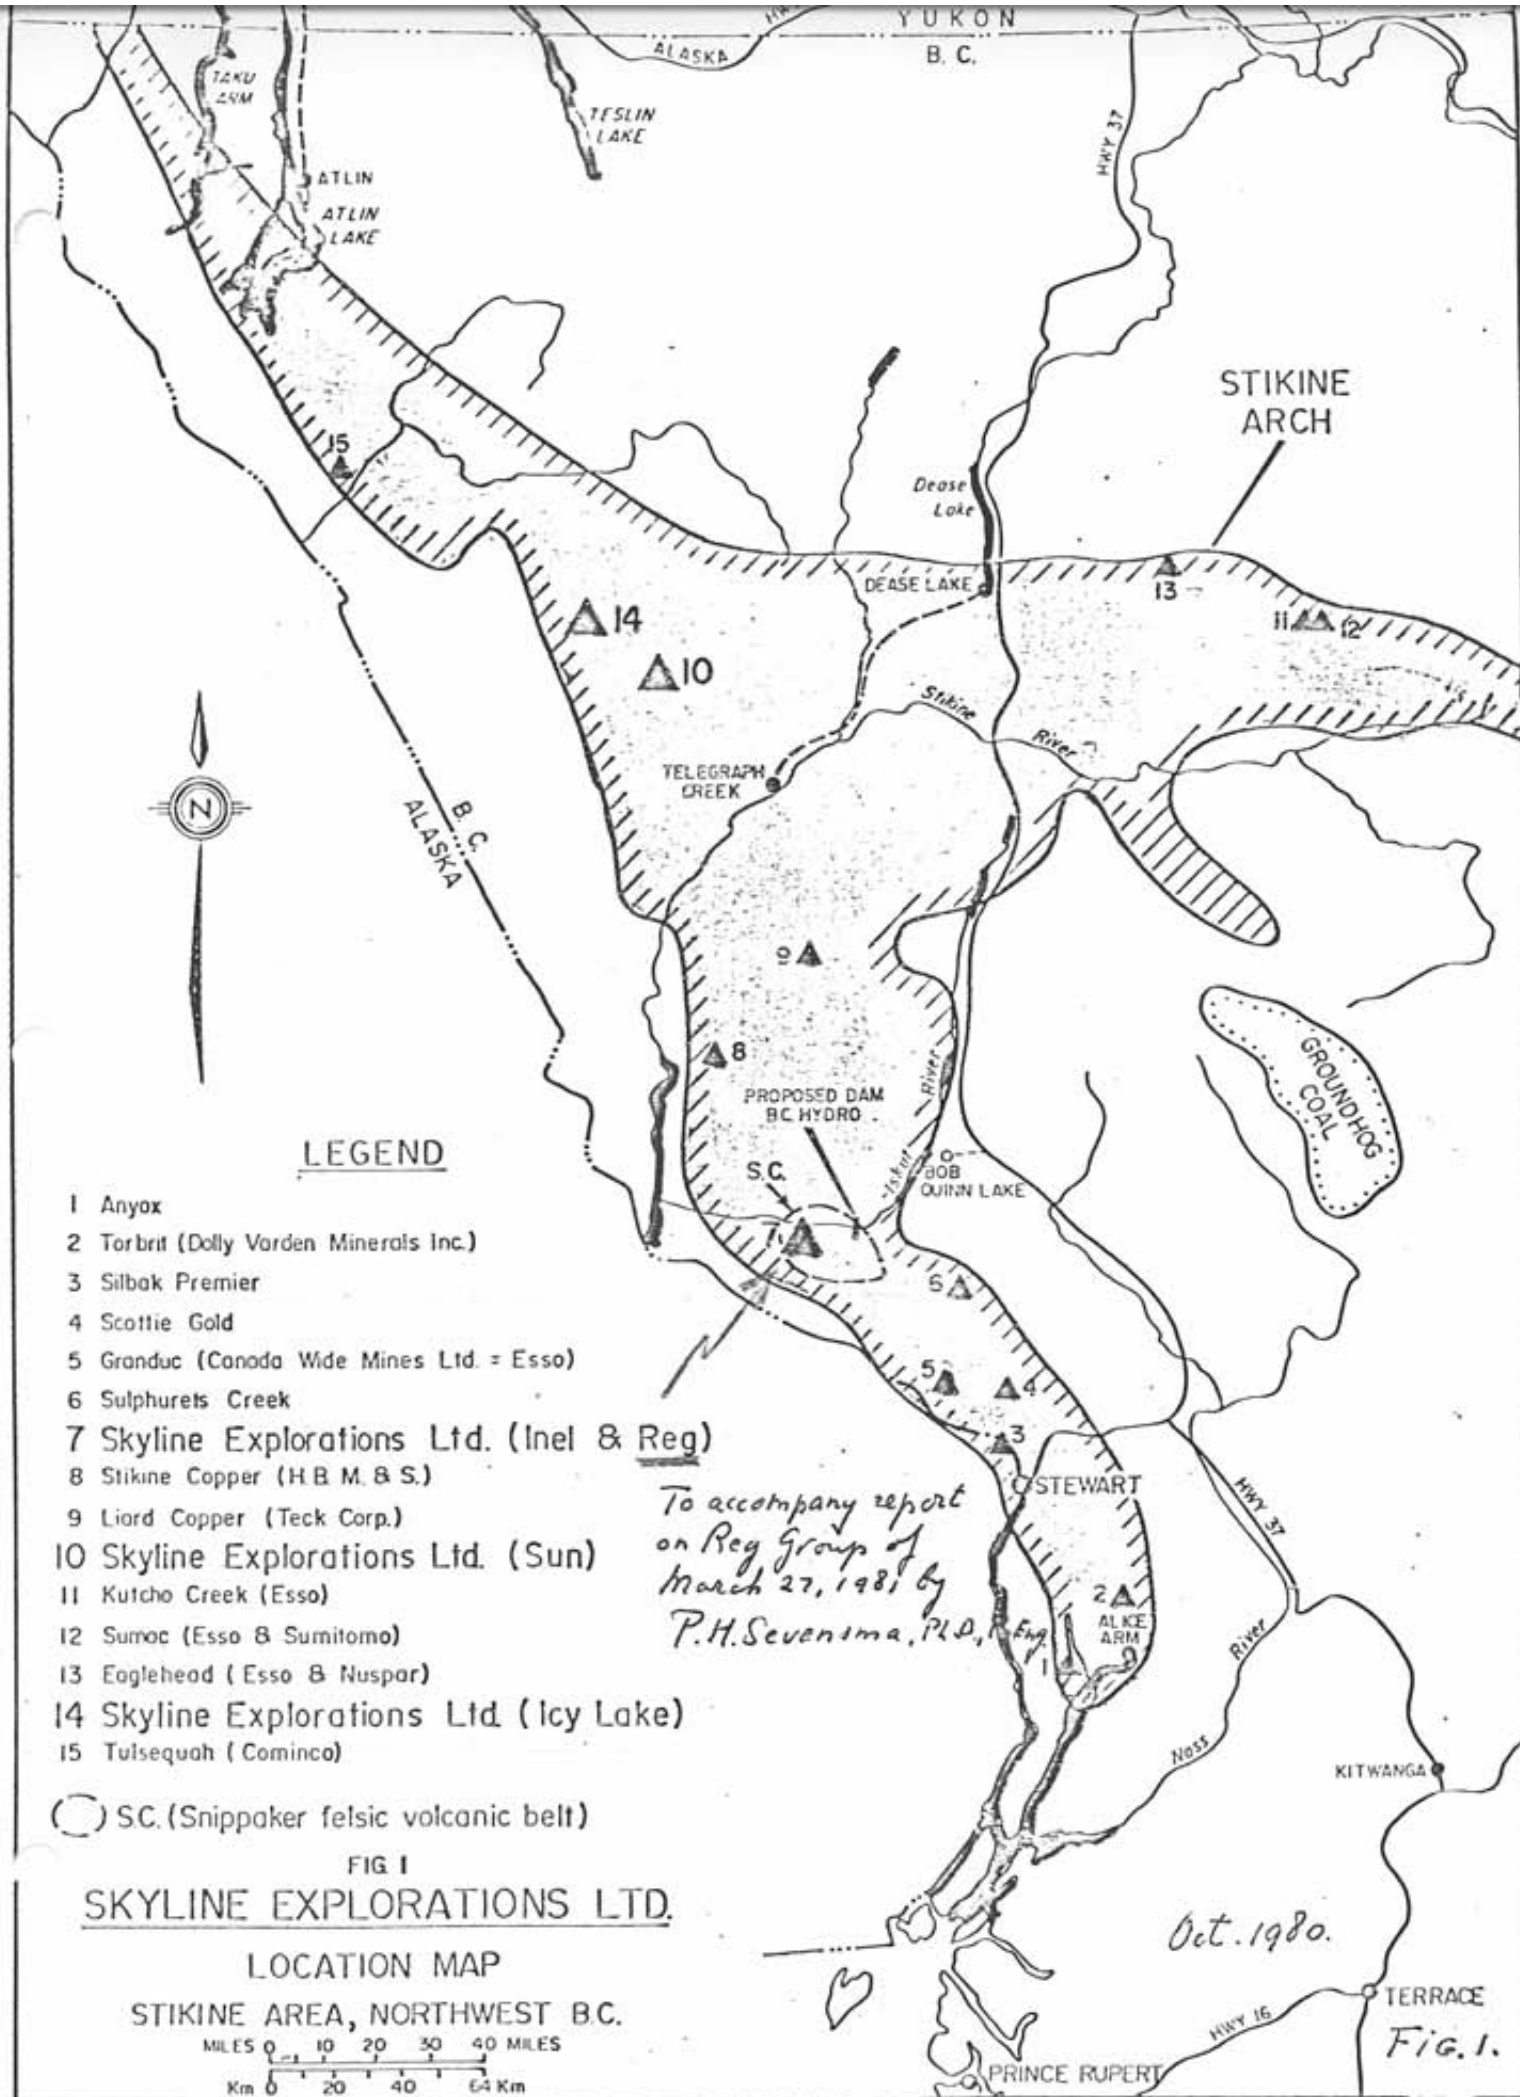 YUKON
B. C.
ALASKA
HWY
TAKU
ARM
TESLIN
LAKE
HWY 37
ATLIN
ATLIN
LAKE
STIKINE
ARCH
15
Dease
Lake
DEASE LAKE
13
14
11
12
10
Stikine
River
TELEGRAPH
CREEK
N
B. C.
ALASKA
9
8
River
GROUNDHOG
COAL
PROPOSED DAM
B.C. HYDRO
S.C.
Iskut
BOB
QUINN LAKE
6
5
4
3
STEWART
HWY 37
2
ALICE
ARM
1
River
Nass
KITWANGA
LEGEND
1 Anyox
2 Torbrit (Dolly Varden Minerals Inc.)
3 Silbak Premier
4 Scottie Gold
5 Granduc (Canada Wide Mines Ltd. = Esso)
6 Sulphurets Creek
7 Skyline Explorations Ltd. (Inel & Reg)
8 Stikine Copper (H.B.M. & S.)
9 Liard Copper (Teck Corp.)
10 Skyline Explorations Ltd. (Sun)
11 Kutcho Creek (Esso)
12 Sumac (Esso & Sumitomo)
13 Eaglehead (Esso & Nuspar)
14 Skyline Explorations Ltd. (Icy Lake)
15 Tulsequah (Cominco)
S.C. (Snippaker felsic volcanic belt)
To accompany report
on Reg Group of
March 27, 1981 by
P.H. Sevensma, Ph.D., P. Eng.
FIG. 1
SKYLINE EXPLORATIONS LTD.
LOCATION MAP
STIKINE AREA, NORTHWEST B.C.
MILES 0 10 20 30 40 MILES
Km 0 20 40 64 Km
Oct. 1980.
TERRACE
HWY 16
Fig. 1.
PRINCE RUPERT